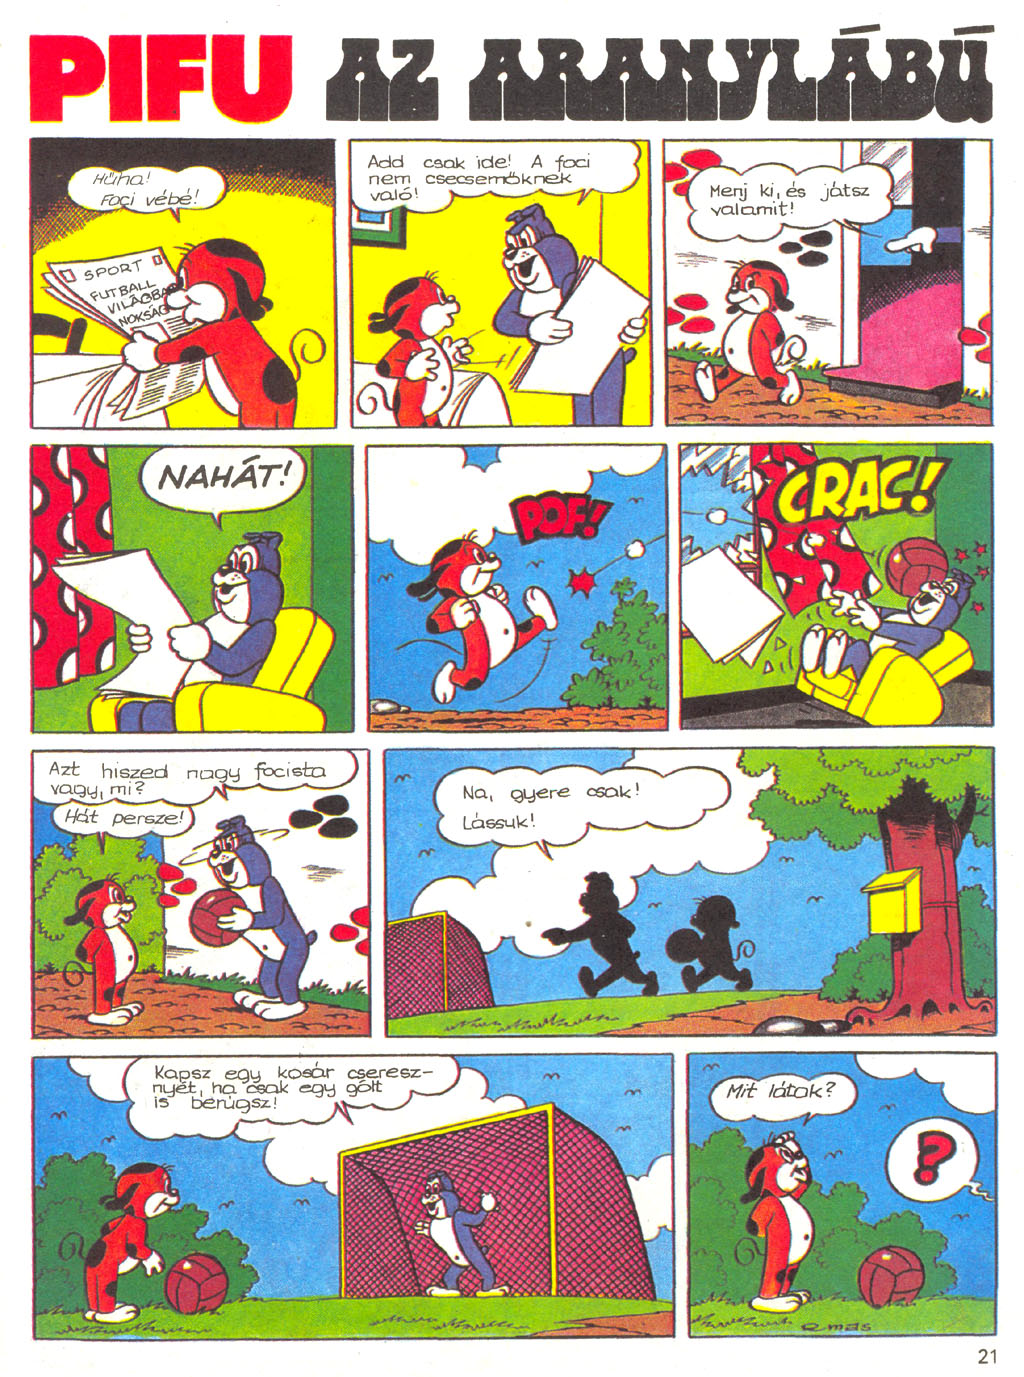 PIFU AZ ARANYLÁBÚ
Hűha!
Foci vébé!
SPORT
FUTBALL
VILÁGBA
NOKSÁG
Add csak ide! A foci
nem csecsemőknek
való!
Menj ki, és játsz
valamit!
NAHÁT!
POF!
CRAC!
Azt hiszed nagy focista
vagy, mi?
Hát persze!
Na, gyere csak!
Lássuk!
Kapsz egy kosár cseresz-
nyét, ha csak egy gólt
is berúgsz!
Mit látok?
?
R mas
21